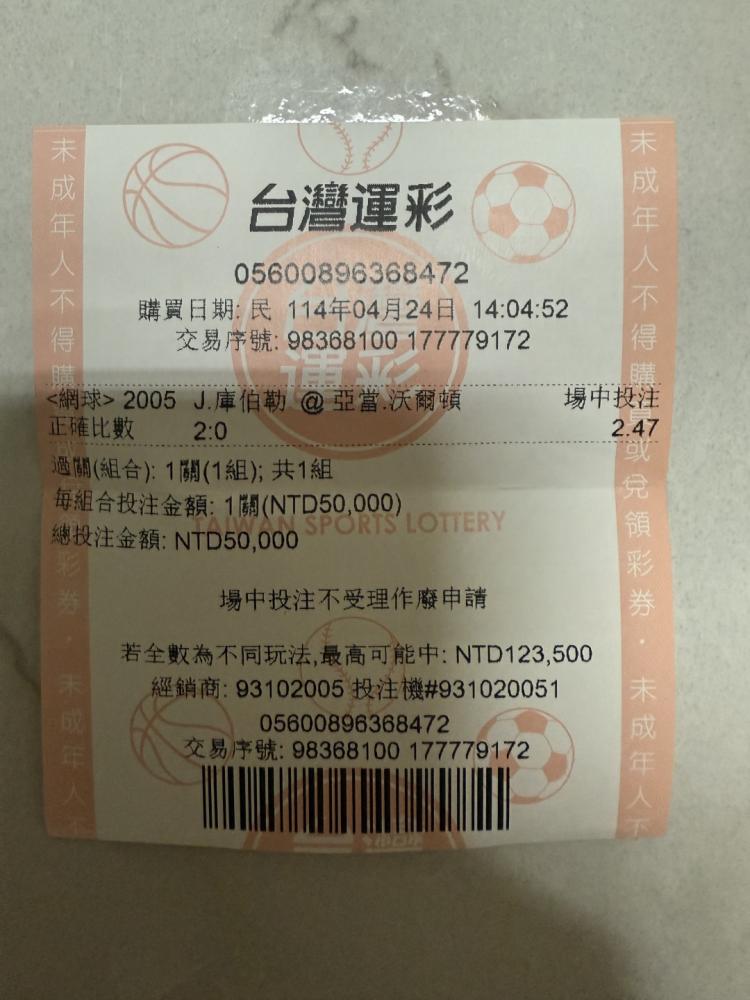 台灣運彩
05600896368472
購買日期: 民 114年04月24日 14:04:52
交易序號: 98368100 177779172
<網球> 2005 J.庫伯勒 @ 亞當.沃爾頓 場中投注
正確比數 2:0 2.47
過關(組合): 1關(1組); 共1組
每組合投注金額: 1關(NTD50,000)
TAIWAN SPORTS LOTTERY
總投注金額: NTD50,000
場中投注不受理作廢申請
若全數為不同玩法,最高可能中: NTD123,500
經銷商: 93102005 投注機#931020051
05600896368472
交易序號: 98368100 177779172
未成年人不得購
彩券．未成年人不
未成年人不得購買或兌領彩券．未成年人不